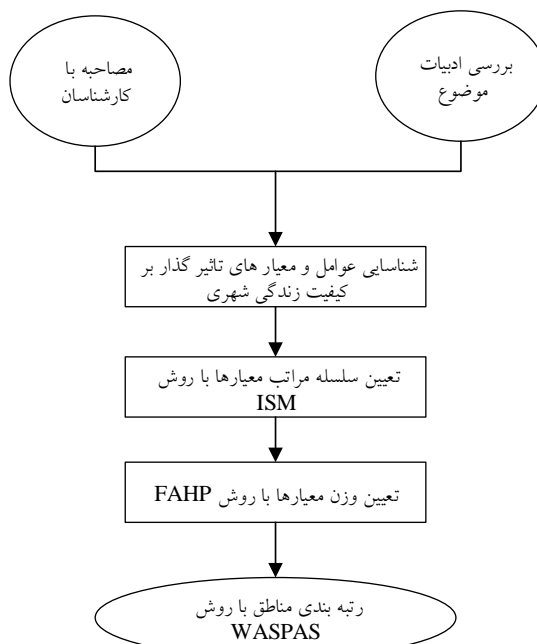 بررسی ادبیات
موضوع
مصاحبه با
کارشناسان
شناسایی عوامل و معیار های تاثیر گذار بر
کیفیت زندگی شهری
تعیین سلسله مراتب معیارها با روش
ISM
تعیین وزن معیارها با روش FAHP
رتبه بندی مناطق با روش
WASPAS